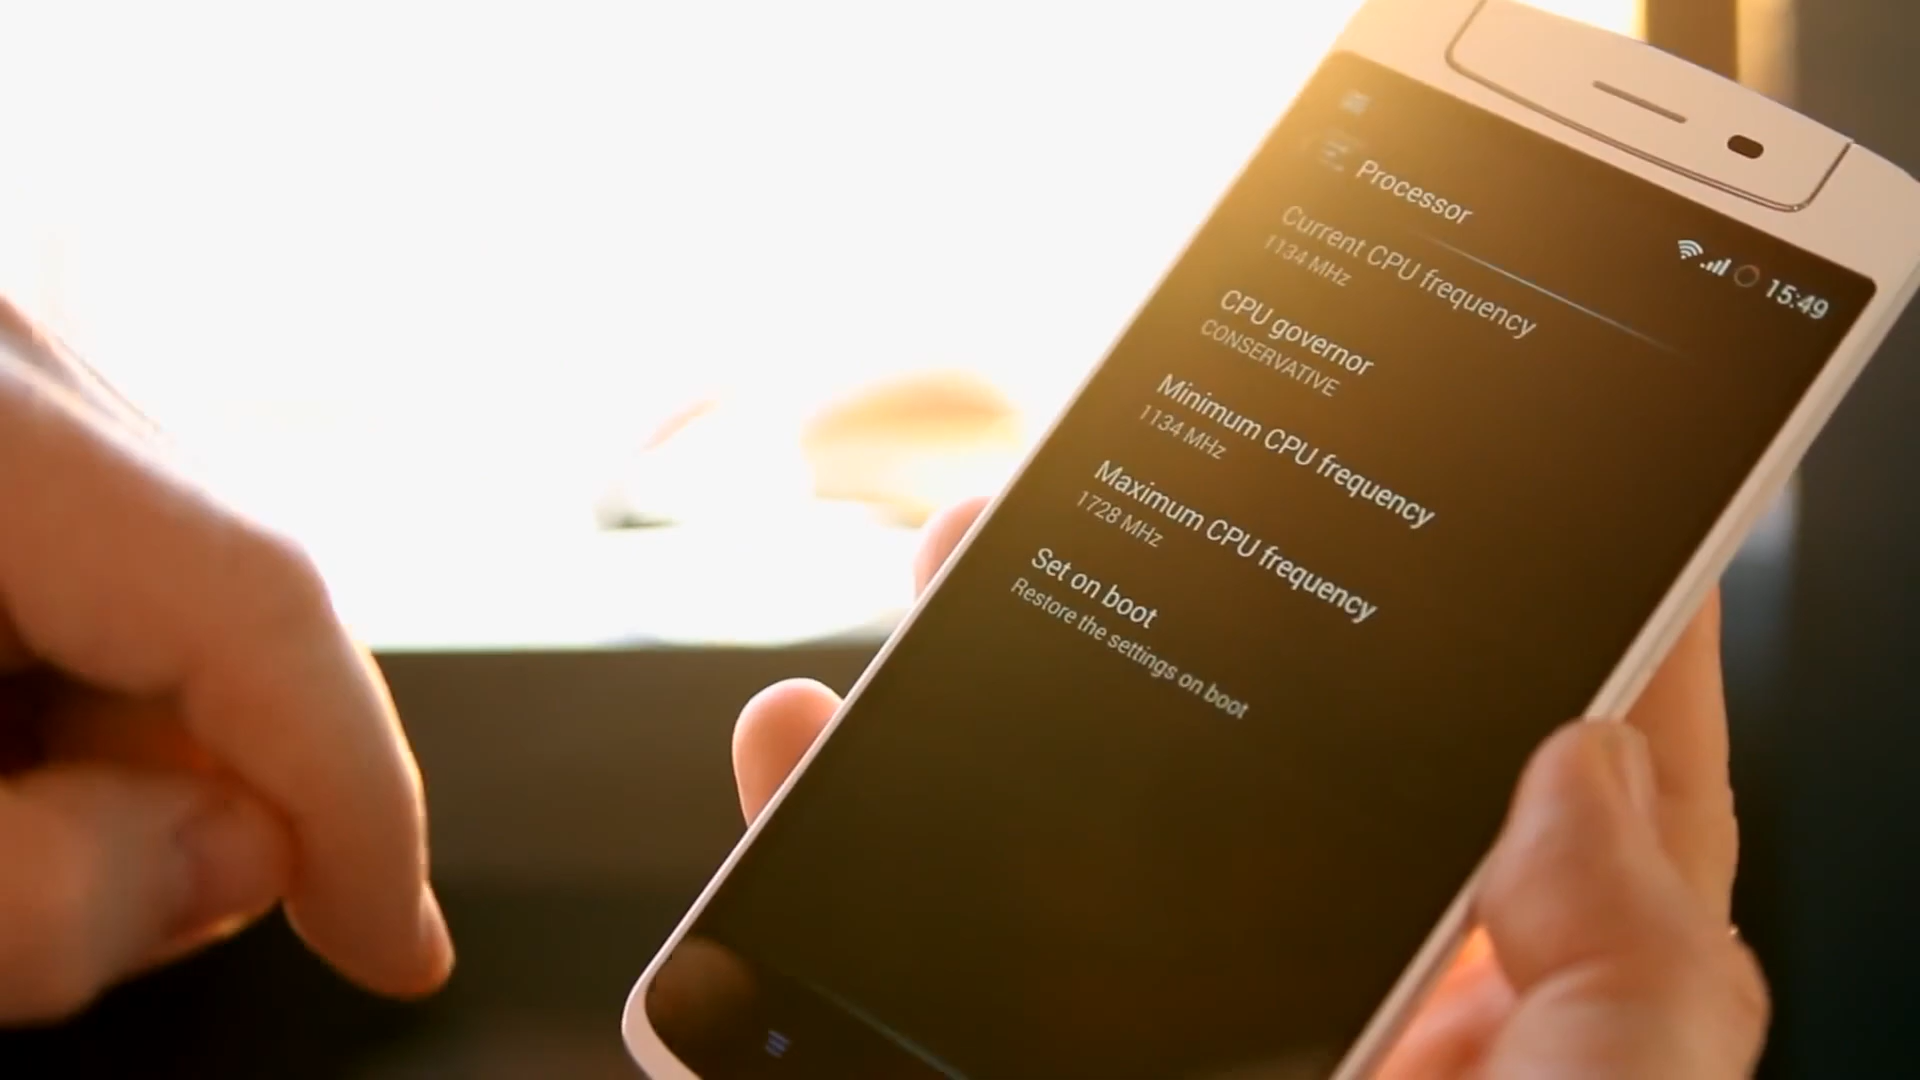 15:49
Processor
Current CPU frequency
1134 MHz
CPU governor
CONSERVATIVE
Minimum CPU frequency
1134 MHz
Maximum CPU frequency
1728 MHz
Set on boot
Restore the settings on boot